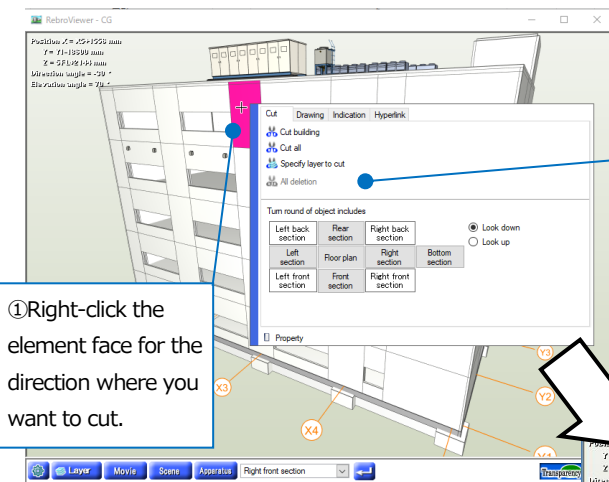 RebroViewer - CG
Position X = X5+1556 mm
Y = Y1-18600 mm
Direction angle = -30 °
Elevation angle = 70 °
Cut Drawing Indication Hyperlink
Cut building
Cut all
Specify layer to cut
All deletion
Turn round of object includes
Left back section
Rear section
Right back section
Look down
Look up
Left section
Floor plan
Right section
Bottom section
Left front section
Front section
Right front section
Property
①Right-click the
element face for the
direction where you
want to cut.
X3
X4
Y3
Y2
Y1
Layer Movie Scene Apparatus Right front section Transparency